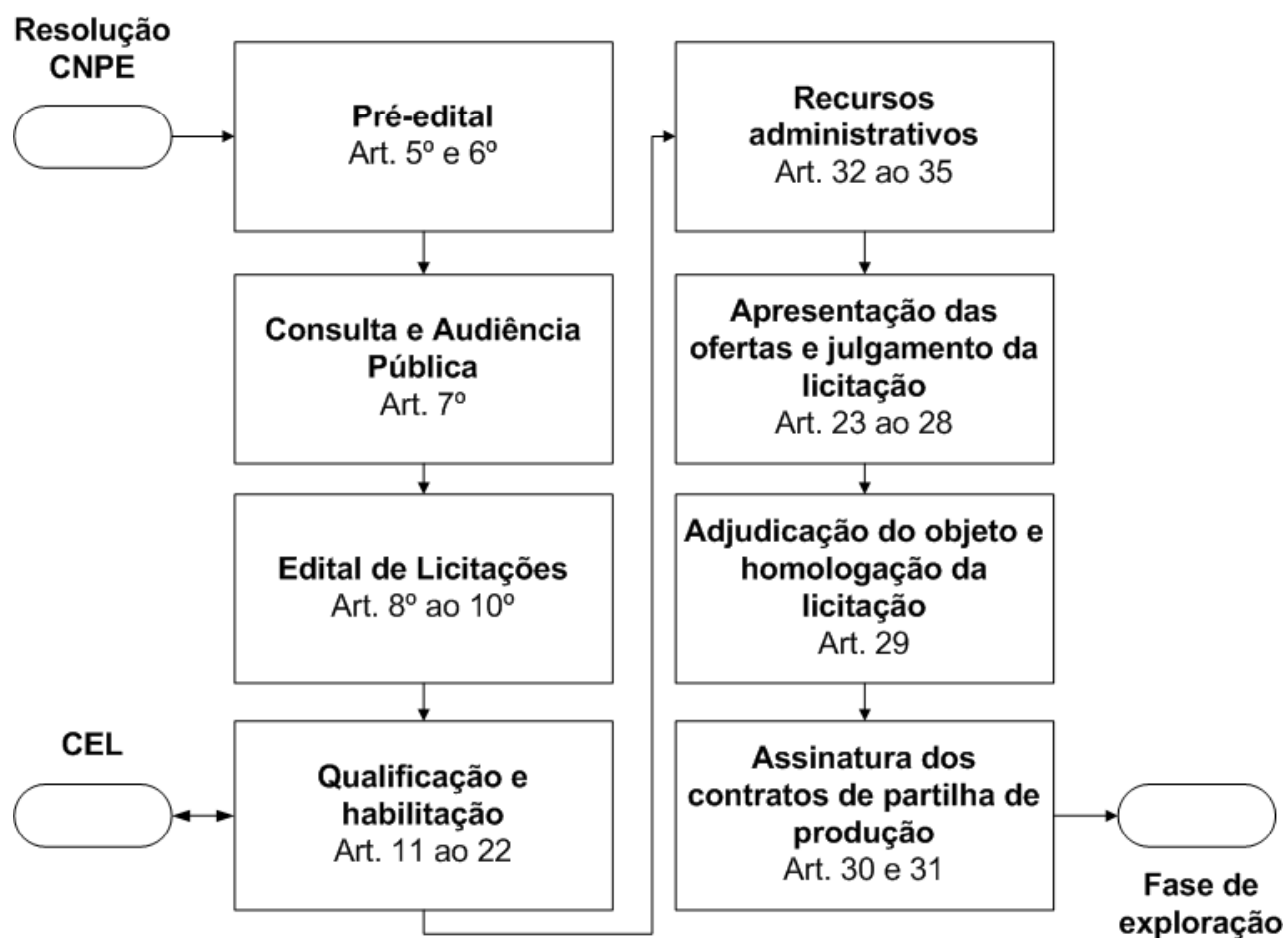 Resolução
CNPE
Pré-edital
Art. 5º e 6º
Consulta e Audiência
Pública
Art. 7º
Edital de Licitações
Art. 8º ao 10º
CEL
Qualificação e
habilitação
Art. 11 ao 22
Recursos
administrativos
Art. 32 ao 35
Apresentação das
ofertas e julgamento da
licitação
Art. 23 ao 28
Adjudicação do objeto e
homologação da
licitação
Art. 29
Assinatura dos
contratos de partilha de
produção
Art. 30 e 31
Fase de
exploração